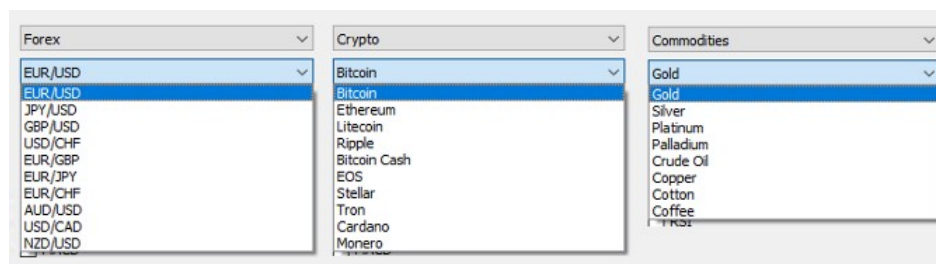 Forex
EUR/USD
EUR/USD
JPY/USD
GBP/USD
USD/CHF
EUR/GBP
EUR/JPY
EUR/CHF
AUD/USD
USD/CAD
NZD/USD
Crypto
Bitcoin
Bitcoin
Ethereum
Litecoin
Ripple
Bitcoin Cash
EOS
Stellar
Tron
Cardano
Monero
Commodities
Gold
Gold
Silver
Platinum
Palladium
Crude Oil
Copper
Cotton
Coffee